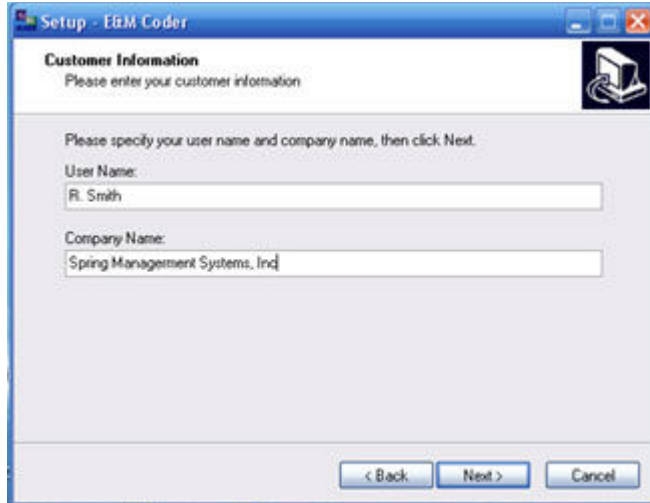 Setup - E&M Coder
Customer Information
Please enter your customer information
Please specify your user name and company name, then click Next.
User Name:
R. Smith
Company Name:
Spring Management Systems, Inc
< Back Next > Cancel